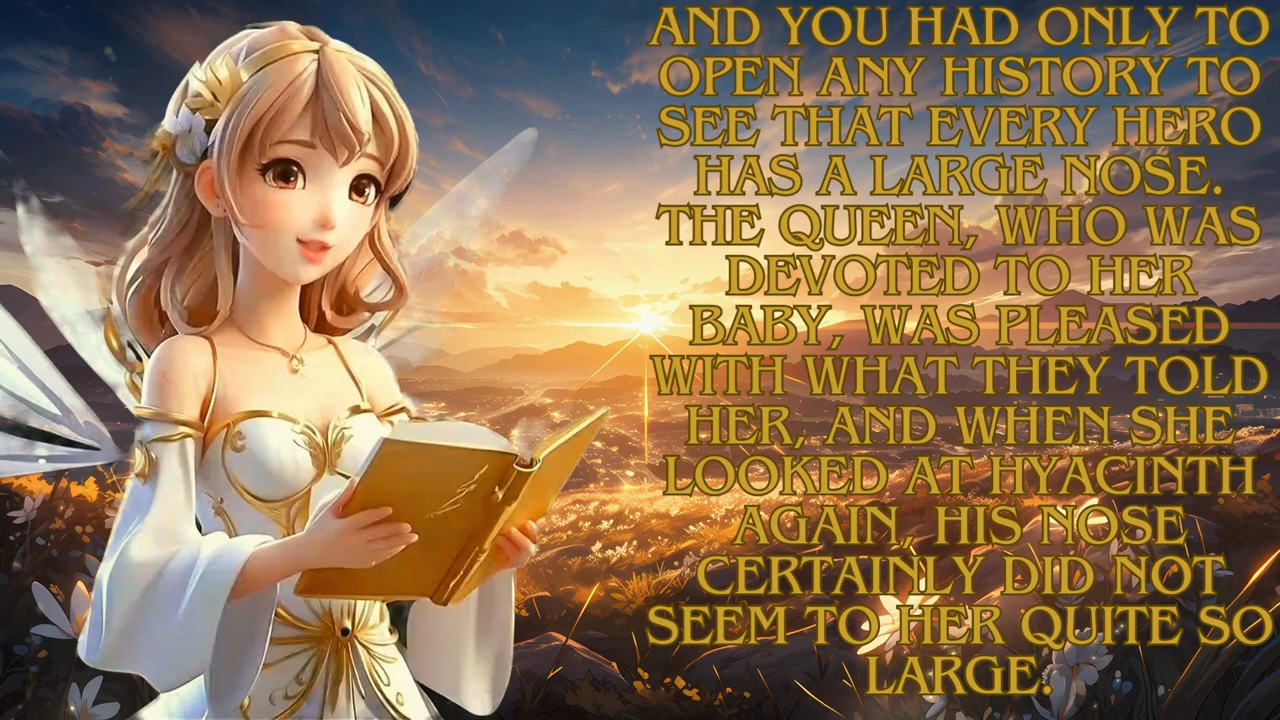 AND YOU HAD ONLY TO
OPEN ANY HISTORY TO
SEE THAT EVERY HERO
HAS A LARGE NOSE.
THE QUEEN, WHO WAS
DEVOTED TO HER
BABY, WAS PLEASED
WITH WHAT THEY TOLD
HER, AND WHEN SHE
LOOKED AT HYACINTH
AGAIN, HIS NOSE
CERTAINLY DID NOT
SEEM TO HER QUITE SO
LARGE.